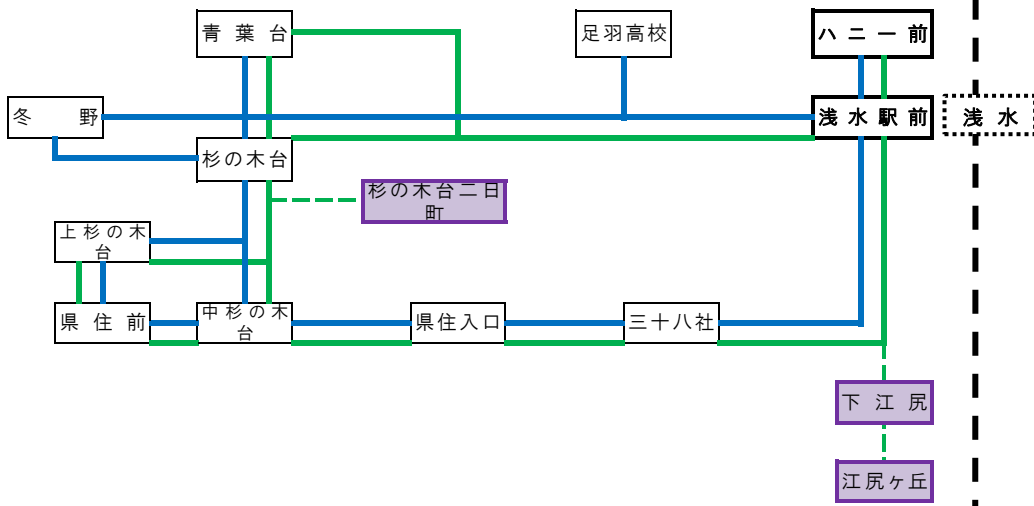 青葉台
足羽高校
ハニー前
冬野
浅水駅前
浅水
杉の木台
杉の木台二日
町
上杉の木
台
県住前
中杉の木
台
県住入口
三十八社
下江尻
江尻ヶ丘